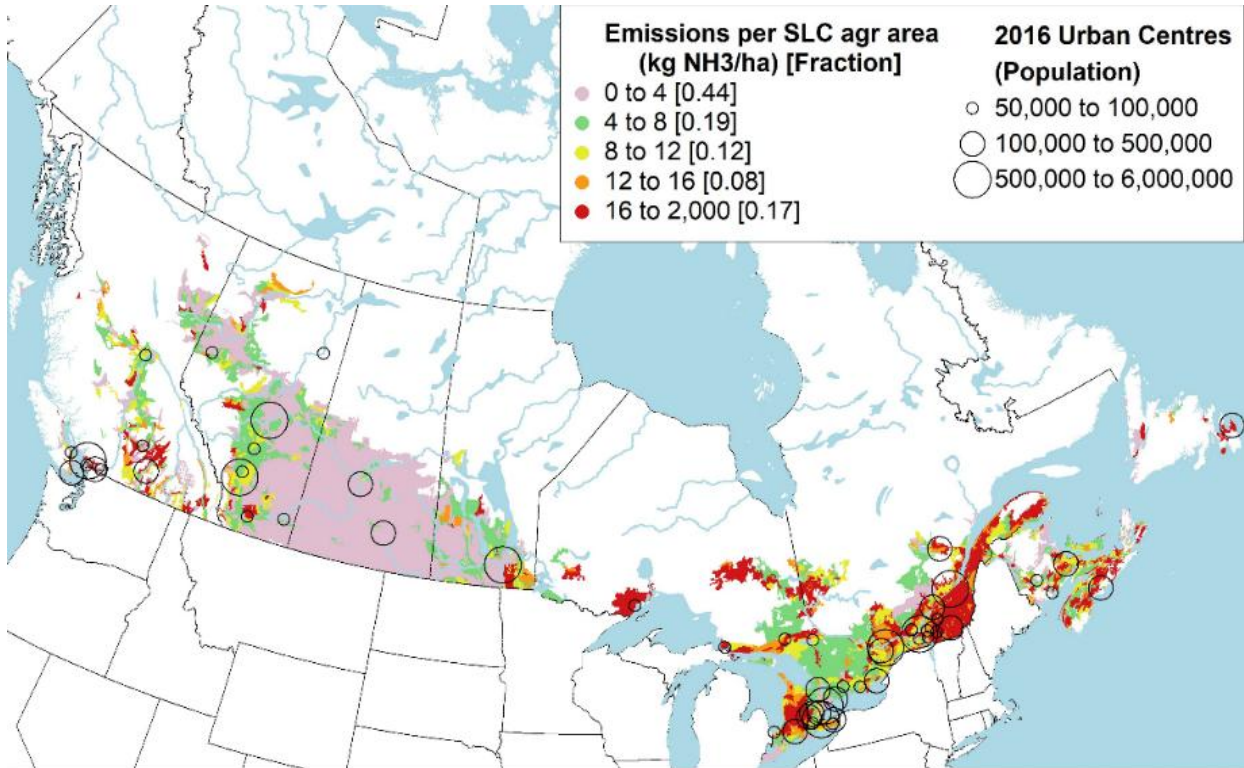 Emissions per SLC agr area
(kg NH3/ha) [Fraction]
0 to 4 [0.44]
4 to 8 [0.19]
8 to 12 [0.12]
12 to 16 [0.08]
16 to 2,000 [0.17]
2016 Urban Centres
(Population)
50,000 to 100,000
100,000 to 500,000
500,000 to 6,000,000